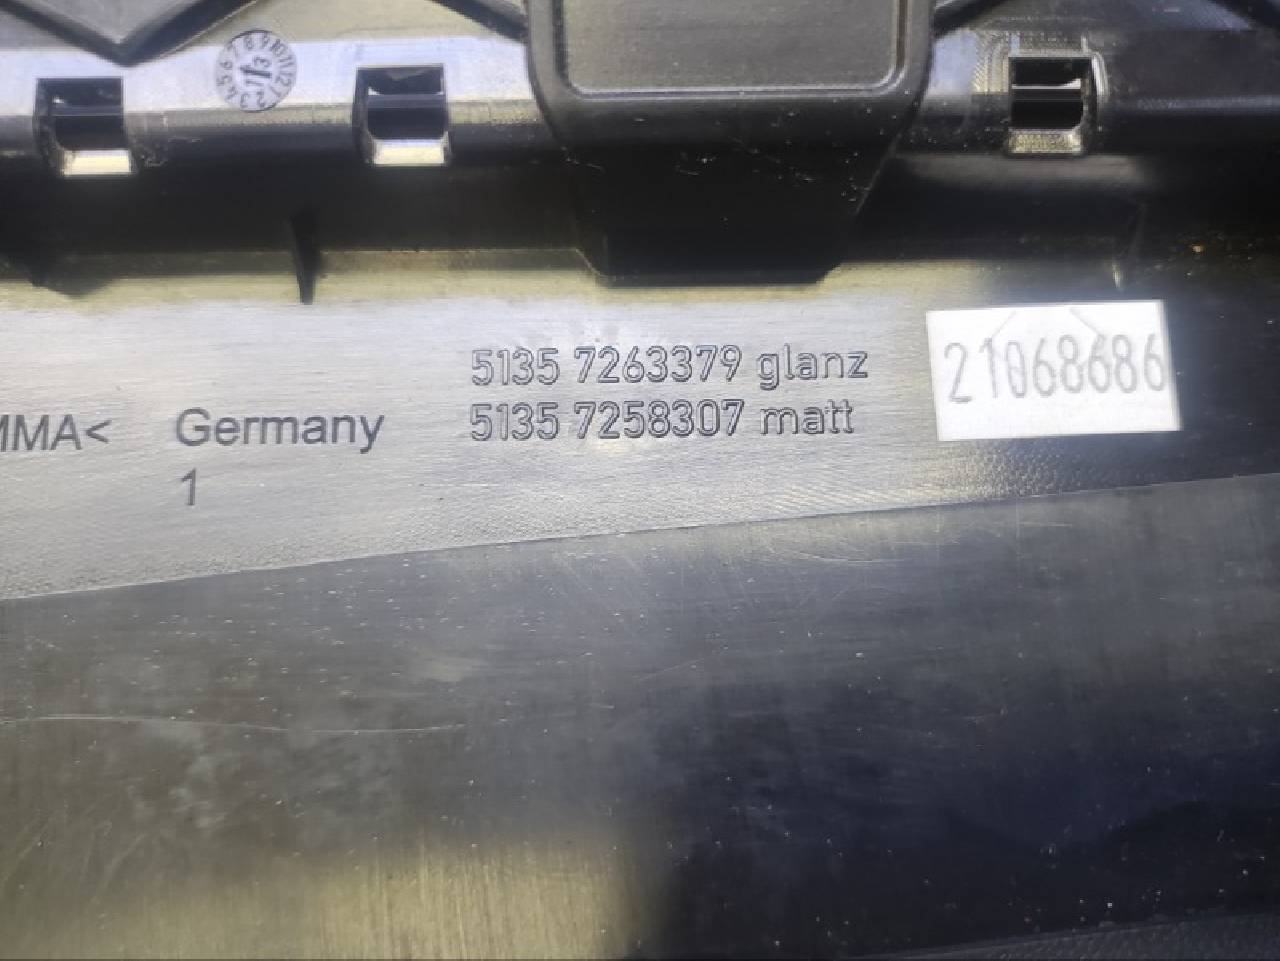 5135 7263379 glanz
5135 7258307 matt
21068686
MMA< Germany
1